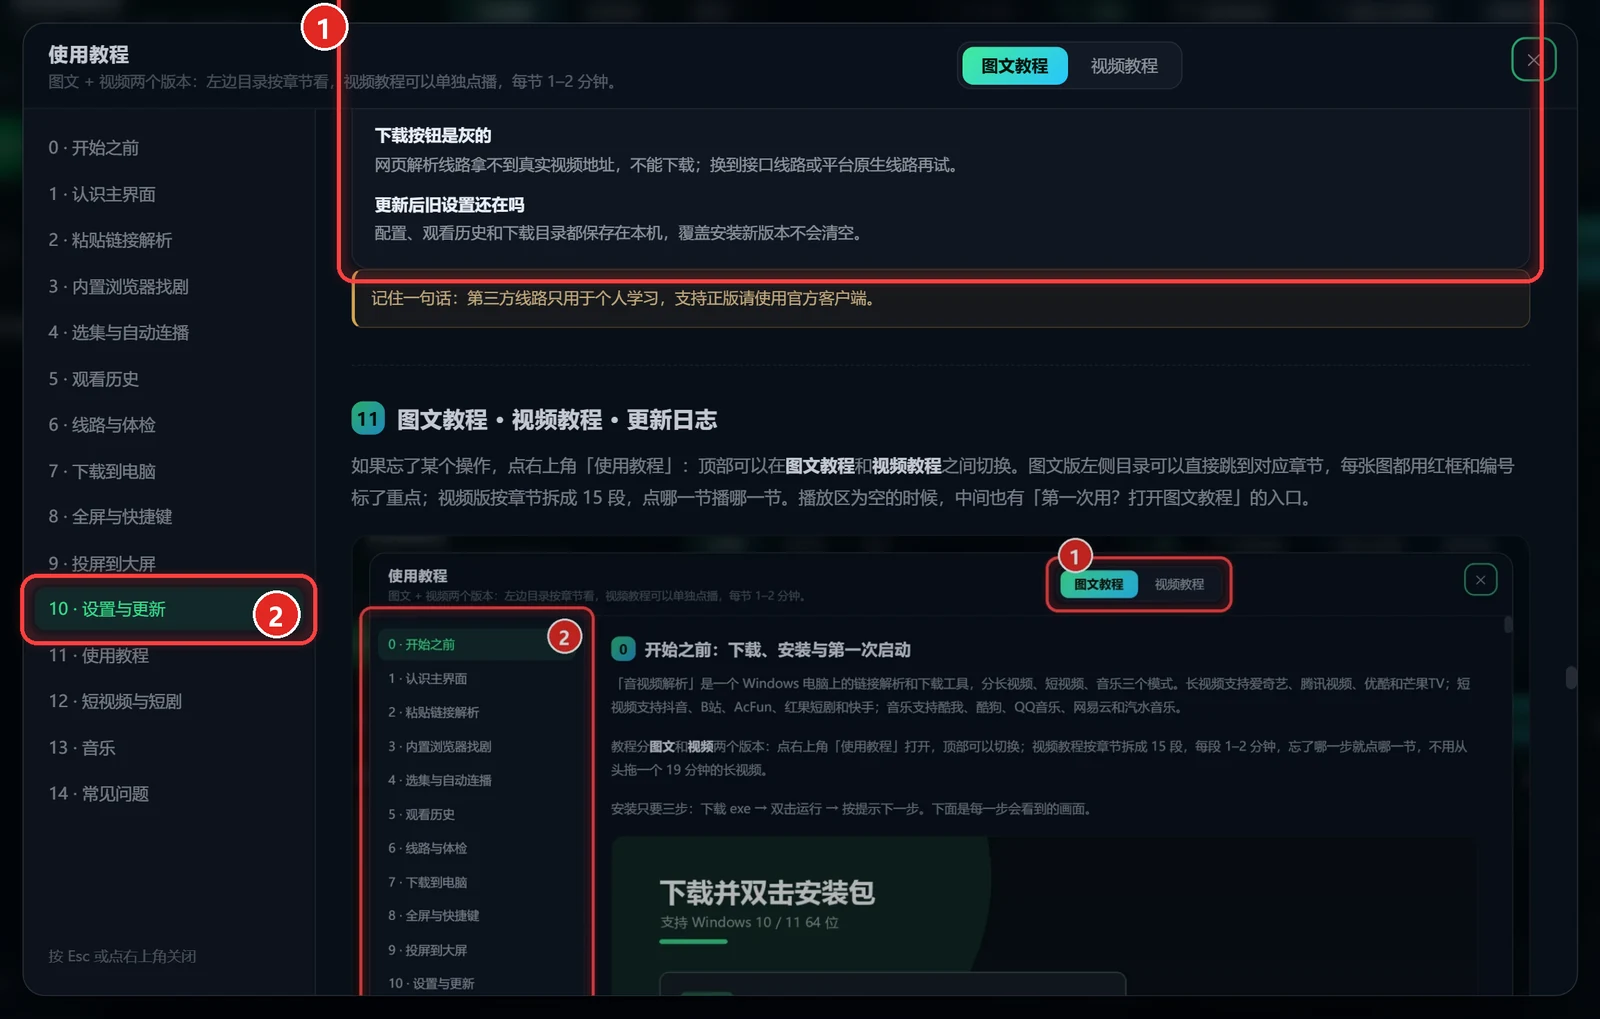 1
使用教程
图文 + 视频两个版本：左边目录按章节看，视频教程可以单独点播，每节 1–2 分钟。
图文教程
视频教程
×
0 · 开始之前
1 · 认识主界面
2 · 粘贴链接解析
3 · 内置浏览器找剧
4 · 选集与自动连播
5 · 观看历史
6 · 线路与体检
7 · 下载到电脑
8 · 全屏与快捷键
9 · 投屏到大屏
10 · 设置与更新
2
11 · 使用教程
12 · 短视频与短剧
13 · 音乐
14 · 常见问题
按 Esc 或点右上角关闭
下载按钮是灰的
网页解析线路拿不到真实视频地址，不能下载；换到接口线路或平台原生线路再试。
更新后旧设置还在吗
配置、观看历史和下载目录都保存在本机，覆盖安装新版本不会清空。
记住一句话：第三方线路只用于个人学习，支持正版请使用官方客户端。
11 图文教程 · 视频教程 · 更新日志
如果忘了某个操作，点右上角「使用教程」：顶部可以在图文教程和视频教程之间切换。图文版左侧目录可以直接跳到对应章节，每张图都用红框和编号
标了重点；视频版按章节拆成 15 段，点哪一节播哪一节。播放区为空的时候，中间也有「第一次用？打开图文教程」的入口。
使用教程
图文 + 视频两个版本：左边目录按章节看，视频教程可以单独点播，每节 1–2 分钟。
1
图文教程
视频教程
×
0 · 开始之前
2
1 · 认识主界面
2 · 粘贴链接解析
3 · 内置浏览器找剧
4 · 选集与自动连播
5 · 观看历史
6 · 线路与体检
7 · 下载到电脑
8 · 全屏与快捷键
9 · 投屏到大屏
10 · 设置与更新
0 开始之前：下载、安装与第一次启动
「音视频解析」是一个 Windows 电脑上的链接解析和下载工具，分长视频、短视频、音乐三个模式。长视频支持爱奇艺、腾讯视频、优酷和芒果TV；短
视频支持抖音、B站、AcFun、红果短剧和快手；音乐支持酷我、酷狗、QQ音乐、网易云和汽水音乐。
教程分图文和视频两个版本：点右上角「使用教程」打开，顶部可以切换；视频教程按章节拆成 15 段，每段 1–2 分钟，忘了哪一步就点哪一节，不用从
头拖一个 19 分钟的长视频。
安装只要三步：下载 exe → 双击运行 → 按提示下一步。下面是每一步会看到的画面。
下载并双击安装包
支持 Windows 10 / 11 64 位